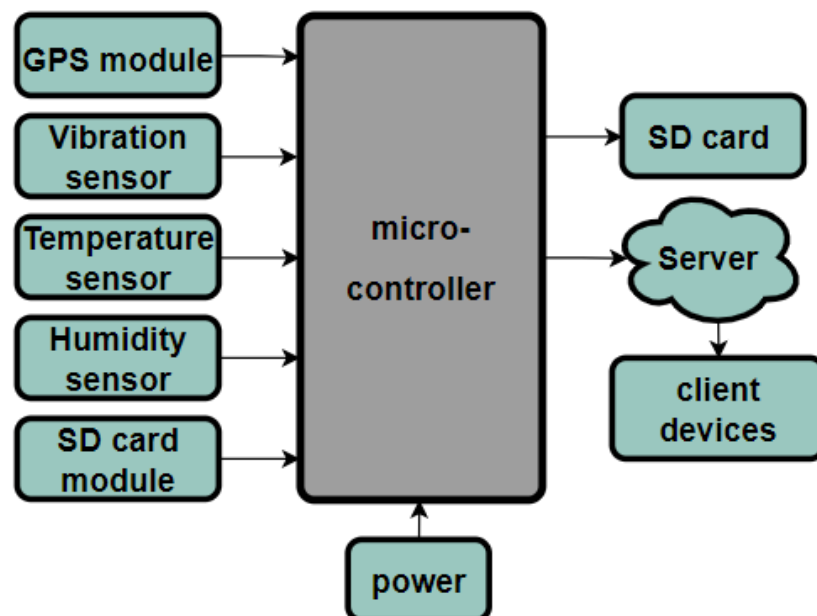 GPS module
Vibration
sensor
Temperature
sensor
Humidity
sensor
SD card
module
micro-
controller
power
SD card
Server
client
devices